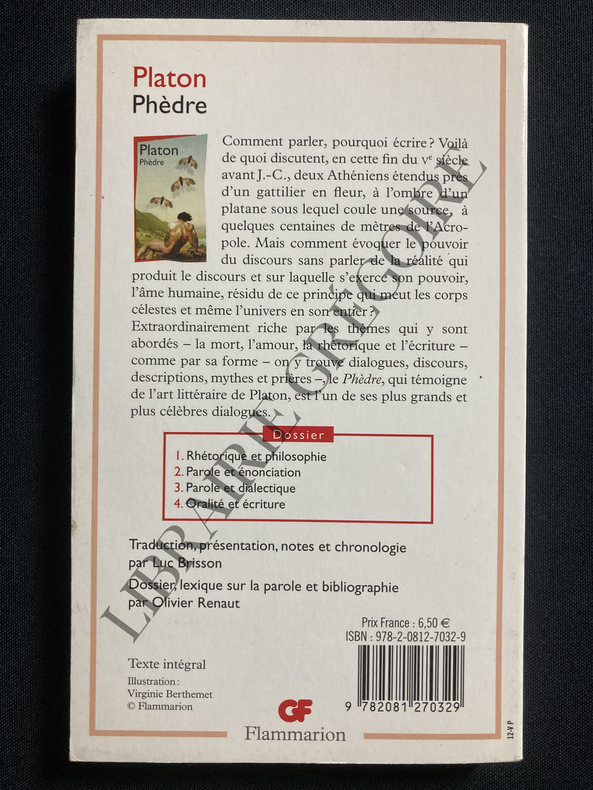 Platon
Phèdre
Platon
Phèdre
Comment parler, pourquoi écrire ? Voilà
de quoi discutent, en cette fin du Vᵉ siècle
avant J.-C., deux Athéniens étendus près
d'un gattilier en fleur, à l'ombre d'un
platane sous lequel coule une source, à
quelques centaines de mètres de l'Acro-
pole. Mais comment évoquer le pouvoir
du discours sans parler de la réalité qui
produit le discours et sur laquelle s'exerce son pouvoir,
l'âme humaine, résidu de ce principe qui meut les corps
célestes et même l'univers en son entier ?
Extraordinairement riche par les thèmes qui y sont
abordés – la mort, l'amour, la rhétorique et l'écriture –
comme par sa forme – on y trouve dialogues, discours,
descriptions, mythes et prières –, le Phèdre, qui témoigne
de l'art littéraire de Platon, est l'un de ses plus grands et
plus célèbres dialogues.
Dossier
1. Rhétorique et philosophie
2. Parole et énonciation
3. Parole et dialectique
4. Oralité et écriture
Traduction, présentation, notes et chronologie
par Luc Brisson
Dossier, lexique sur la parole et bibliographie
par Olivier Renaut
Prix France : 6,50 €
ISBN : 978-2-0812-7032-9
Texte intégral
Illustration :
Virginie Berthemet
© Flammarion
9 782081 270329
GF
Flammarion
12-V P
LIBRAIRIE GRÉGOIRE